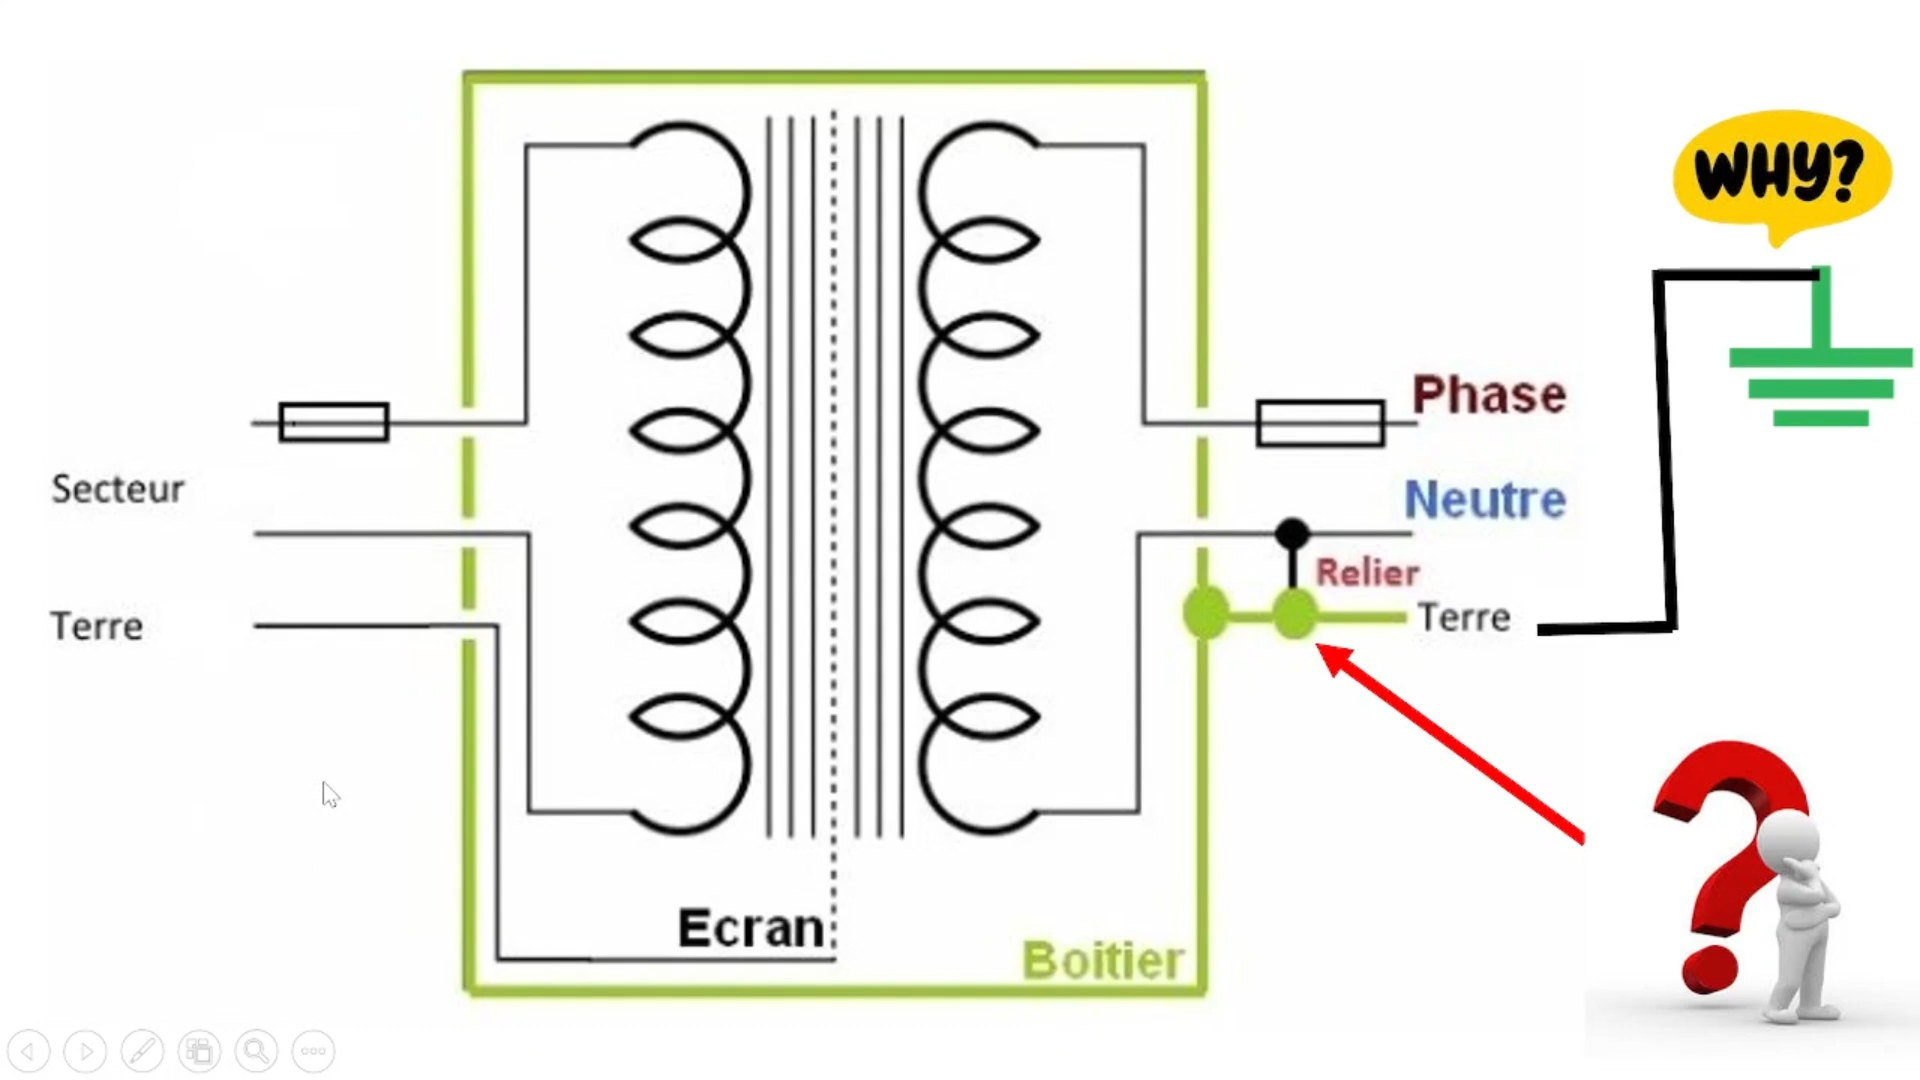 WHY?
Phase
Secteur
Neutre
Relier
Terre
Terre
Ecran
Boitier